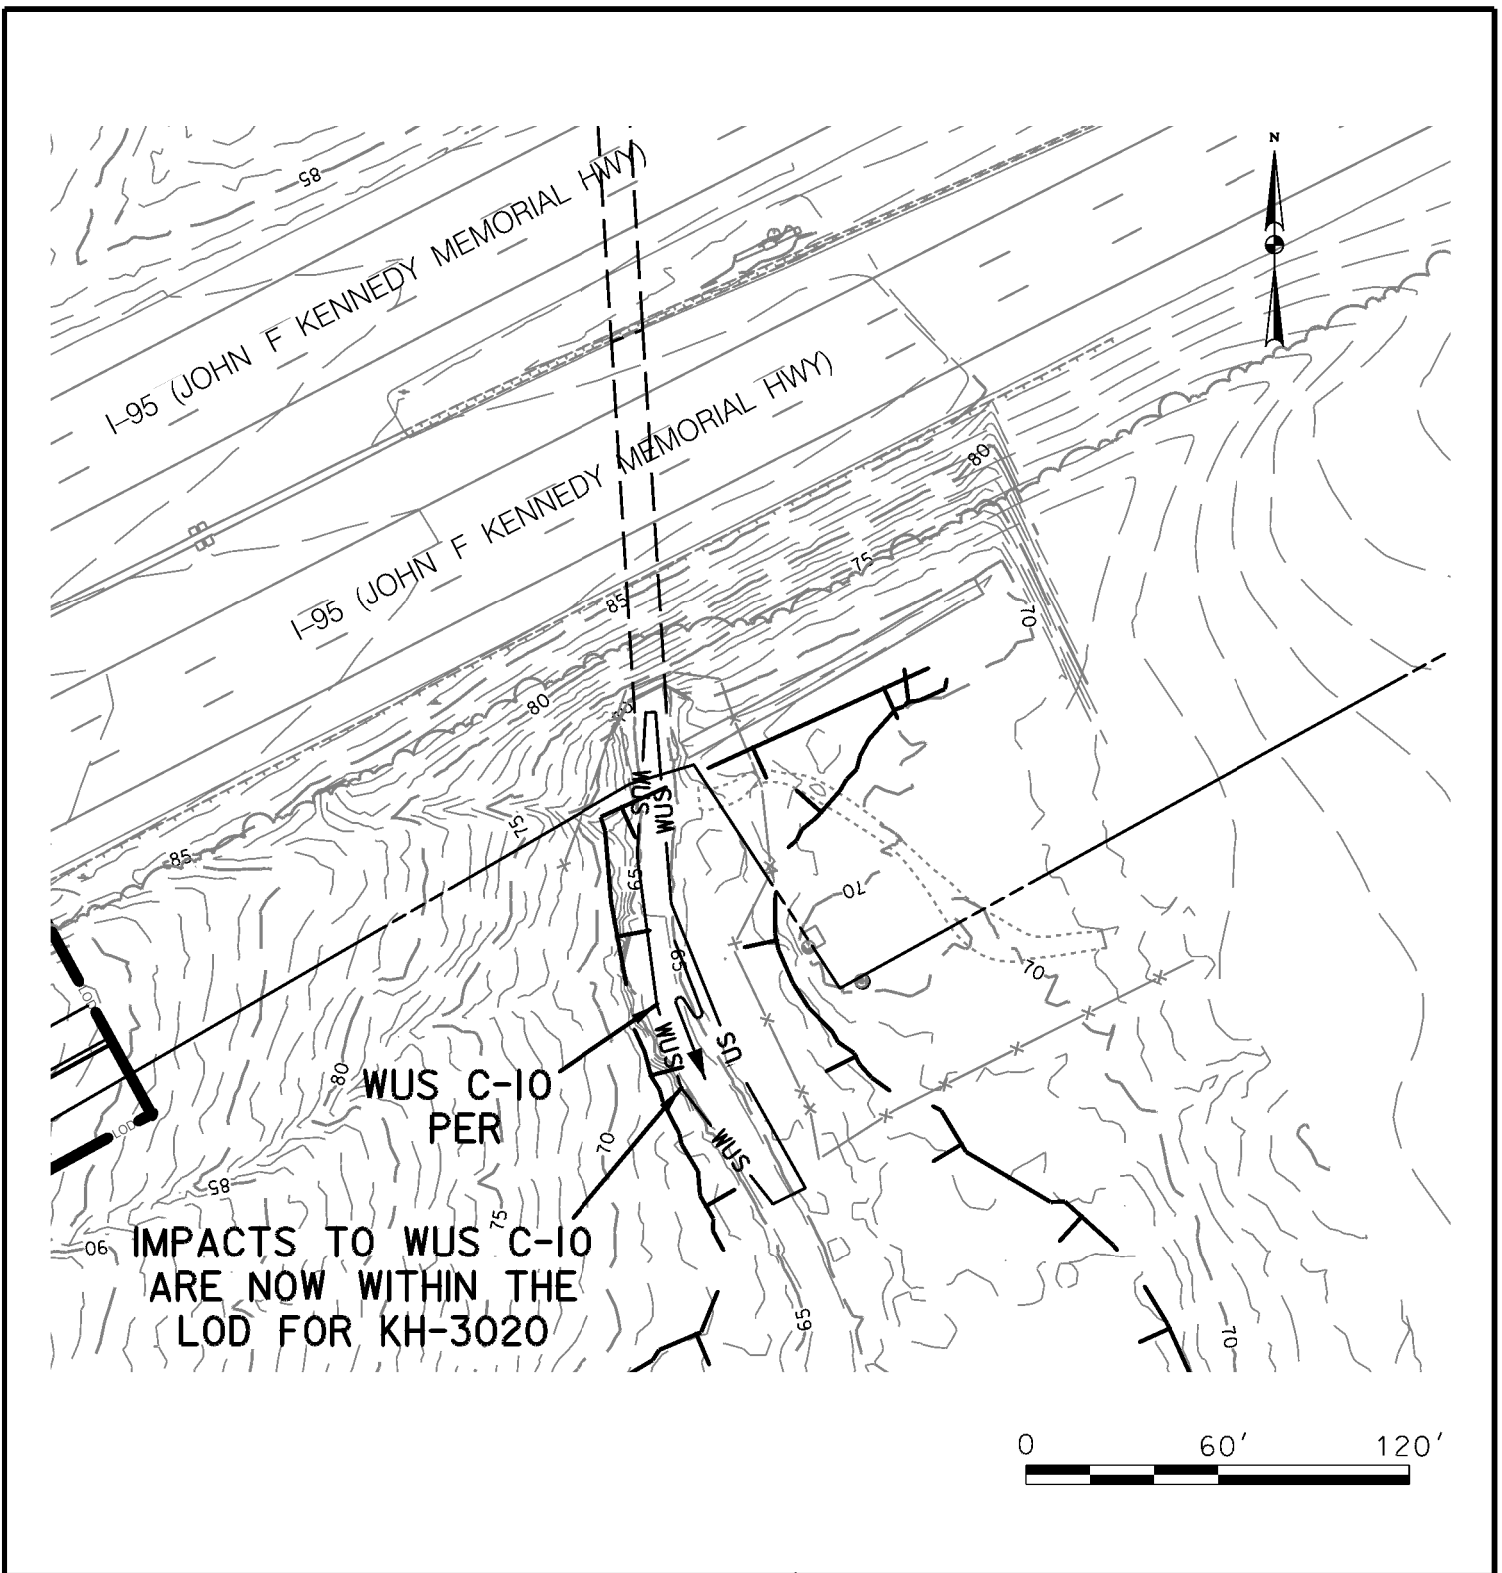 N
85
I-95 (JOHN F KENNEDY MEMORIAL HWY)
I-95 (JOHN F KENNEDY MEMORIAL HWY)
80
75
85
70
80
75
WUS
WUS
85
65
70
65
70
LOD
WUS
US
80
WUS C-10
PER
LOD
70
WUS
85
75
90
IMPACTS TO WUS C-10
ARE NOW WITHIN THE
LOD FOR KH-3020
65
70
0 60' 120'